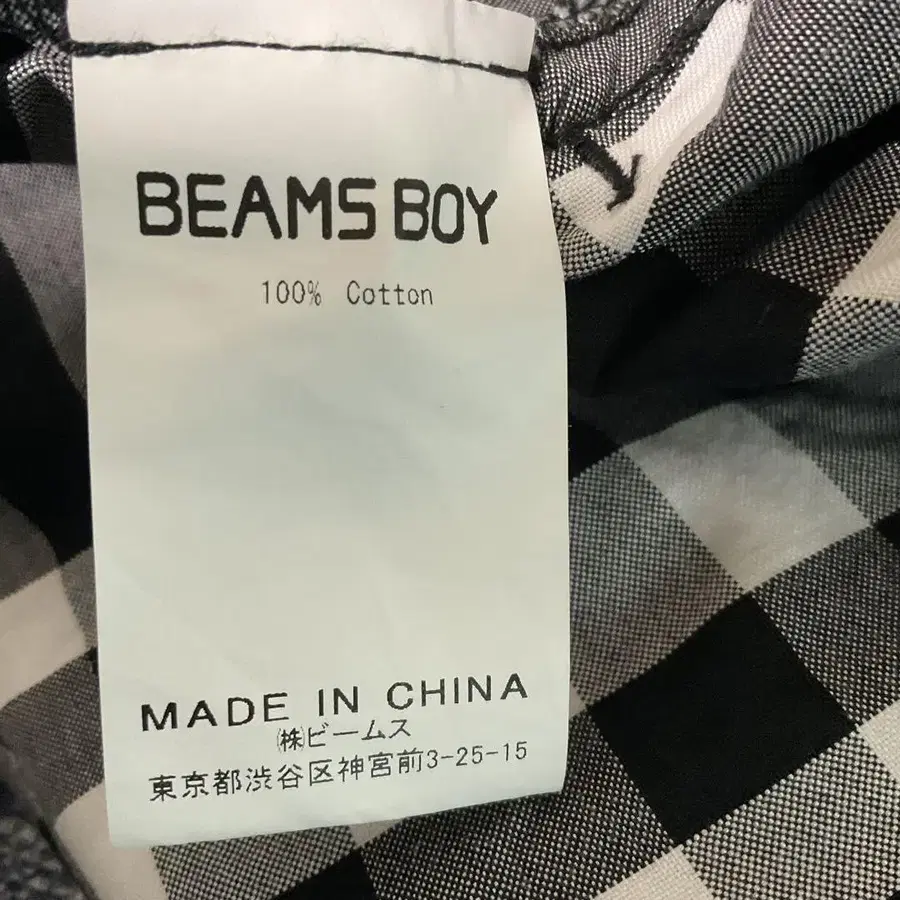 BEAMS BOY
100% Cotton
MADE IN CHINA
㈱ビームス
東京都渋谷区神宮前3-25-15